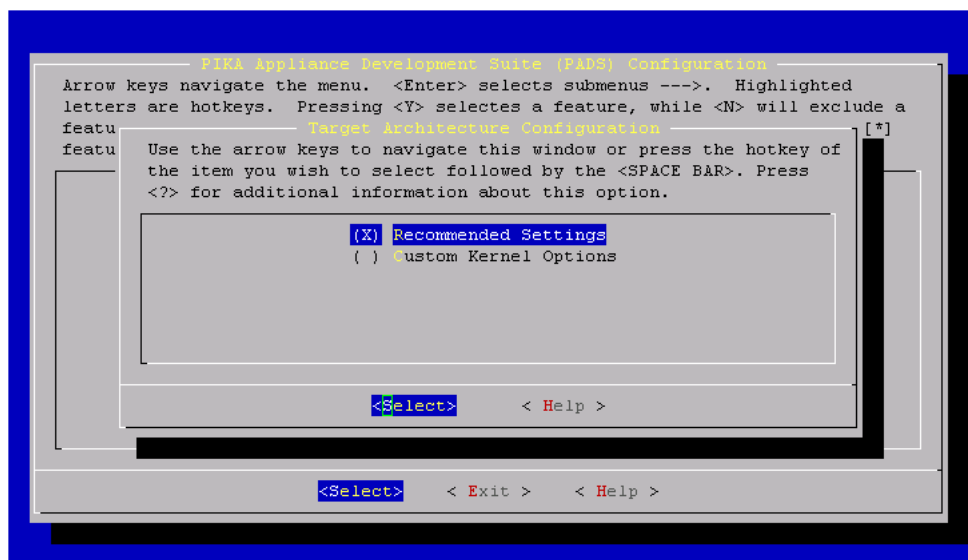 PIKA Appliance Development Suite (PADS) Configuration
Arrow keys navigate the menu. <Enter> selects submenus --->. Highlighted
letters are hotkeys. Pressing <Y> selectes a feature, while <N> will exclude a
featu
Target Architecture Configuration
[*]
featu
Use the arrow keys to navigate this window or press the hotkey of
the item you wish to select followed by the <SPACE BAR>. Press
<?> for additional information about this option.
(X) Recommended Settings
( ) Custom Kernel Options
<Select> < Help >
<Select> < Exit > < Help >